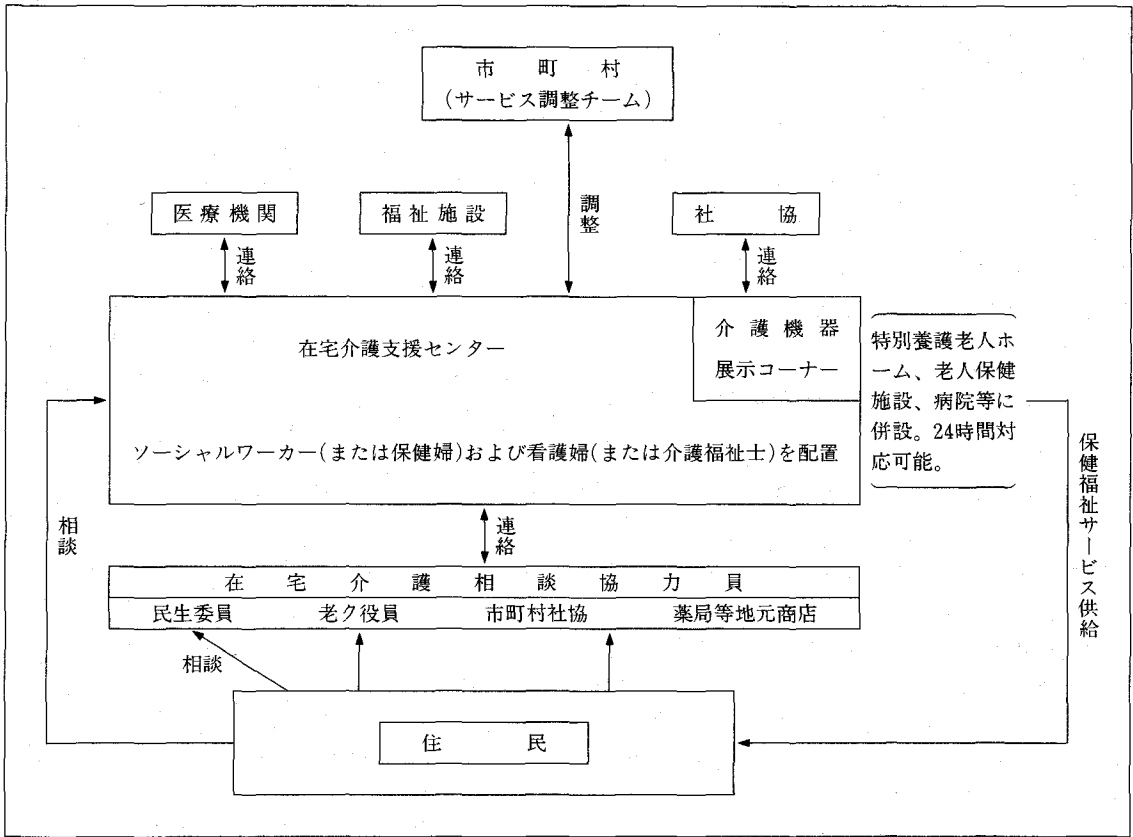 市町村
(サービス調整チーム)
調整
医療機関
福祉施設
社協
連絡
連絡
連絡
在宅介護支援センター
介護機器
展示コーナー
ソーシャルワーカー(または保健婦)および看護婦(または介護福祉士)を配置
特別養護老人ホ
ーム、老人保健
施設、病院等に
併設。24時間対
応可能。
保健福祉サービス供給
相談
連絡
在宅介護相談協力員
民生委員 老ク役員 市町村社協 薬局等地元商店
相談
住民